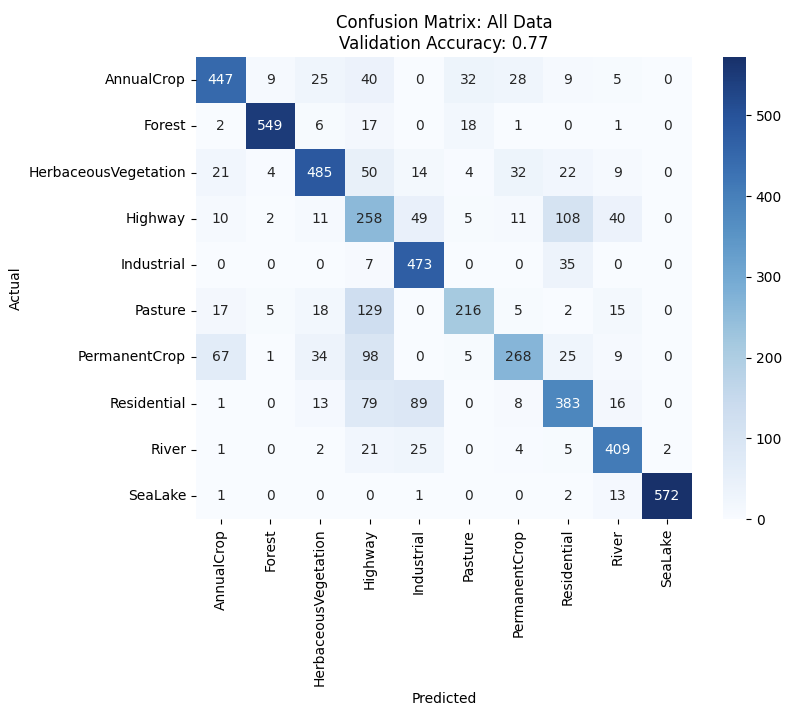 Confusion Matrix: All Data
Validation Accuracy: 0.77
AnnualCrop 447 9 25 40 0 32 28 9 5 0
Forest 2 549 6 17 0 18 1 0 1 0
HerbaceousVegetation 21 4 485 50 14 4 32 22 9 0
Highway 10 2 11 258 49 5 11 108 40 0
Industrial 0 0 0 7 473 0 0 35 0 0
Pasture 17 5 18 129 0 216 5 2 15 0
PermanentCrop 67 1 34 98 0 5 268 25 9 0
Residential 1 0 13 79 89 0 8 383 16 0
River 1 0 2 21 25 0 4 5 409 2
SeaLake 1 0 0 0 1 0 0 2 13 572
Actual
AnnualCrop
Forest
HerbaceousVegetation
Highway
Industrial
Pasture
PermanentCrop
Residential
River
SeaLake
Predicted
500
400
300
200
100
0